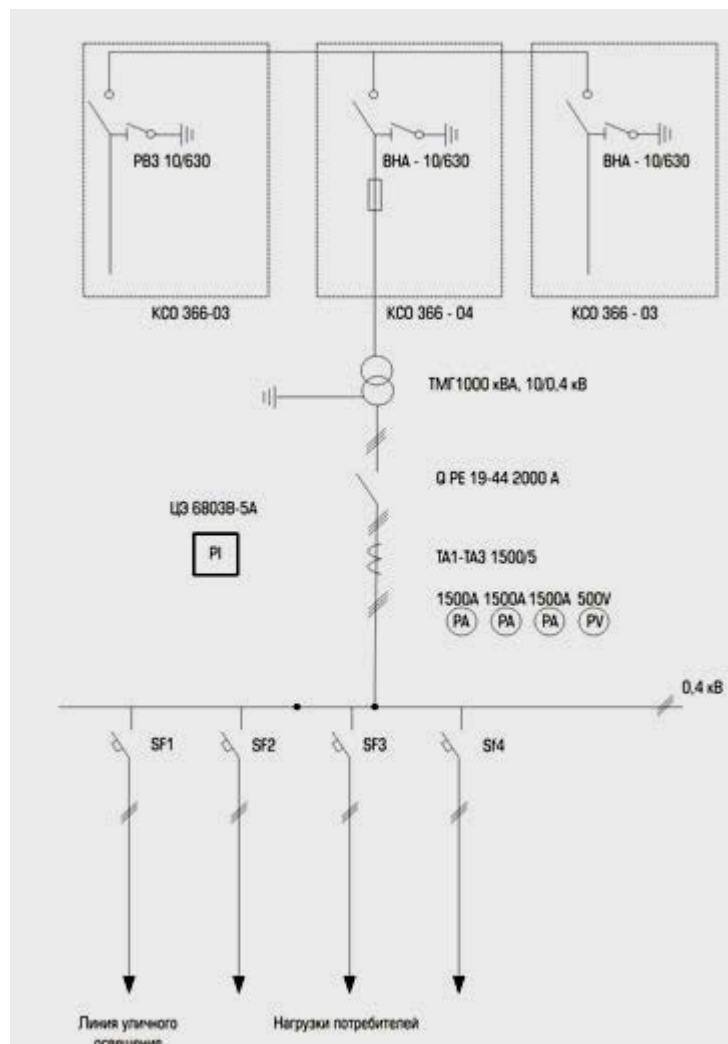 РВЗ 10/630
ВНА - 10/630
ВНА - 10/630
КСО 366-03
КСО 366 - 04
КСО 366 - 03
ТМГ1000 кВА, 10/0,4 кВ
Q РЕ 19-44 2000 А
ЦЭ 6803В-5А
PI
ТА1-ТА3 1500/5
1500А 1500А 1500А 500V
PA PA PA PV
0,4 кВ
SF1 SF2 SF3 Sf4
Линия уличного Нагрузки потребителей
освещения